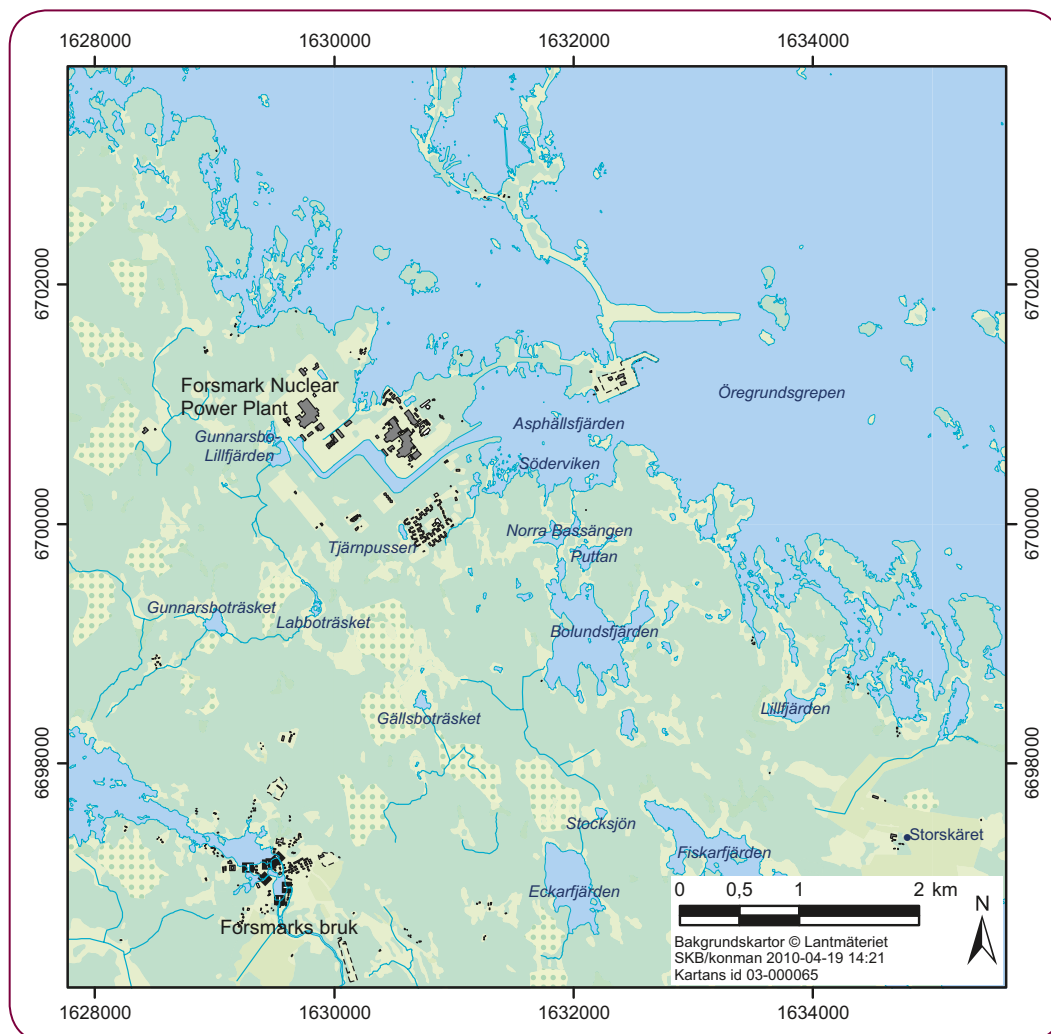 1628000
1630000
1632000
1634000
6702000
6702000
Forsmark Nuclear
Power Plant
Öregrundsgrepen
Asphällsfjärden
Gunnarsbo-
Lillfjärden
Söderviken
6700000
6700000
Norra Bassängen
Tjärnpussen
Puttan
Gunnarsboträsket
Labboträsket
Bolundsfjärden
Lillfjärden
Gällsboträsket
6698000
6698000
Stocksjön
Storskäret
Fiskarfjärden
Eckarfjärden
0 0,5 1 2 km
N
Forsmarks bruk
Bakgrundskartor © Lantmäteriet
SKB/konman 2010-04-19 14:21
Kartans id 03-000065
1628000
1630000
1632000
1634000